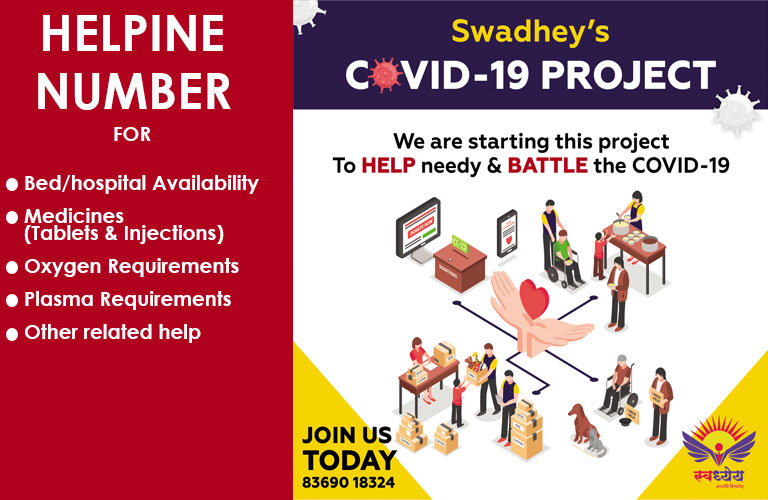 HELPINE
NUMBER
FOR
Bed/hospital Availability
Medicines
(Tablets & Injections)
Oxygen Requirements
Plasma Requirements
Other related help
Swadhey's
COVID-19 PROJECT
We are starting this project
To HELP needy & BATTLE the COVID-19
DONATIONS
JOIN US
TODAY
83690 18324
स्वध्येय